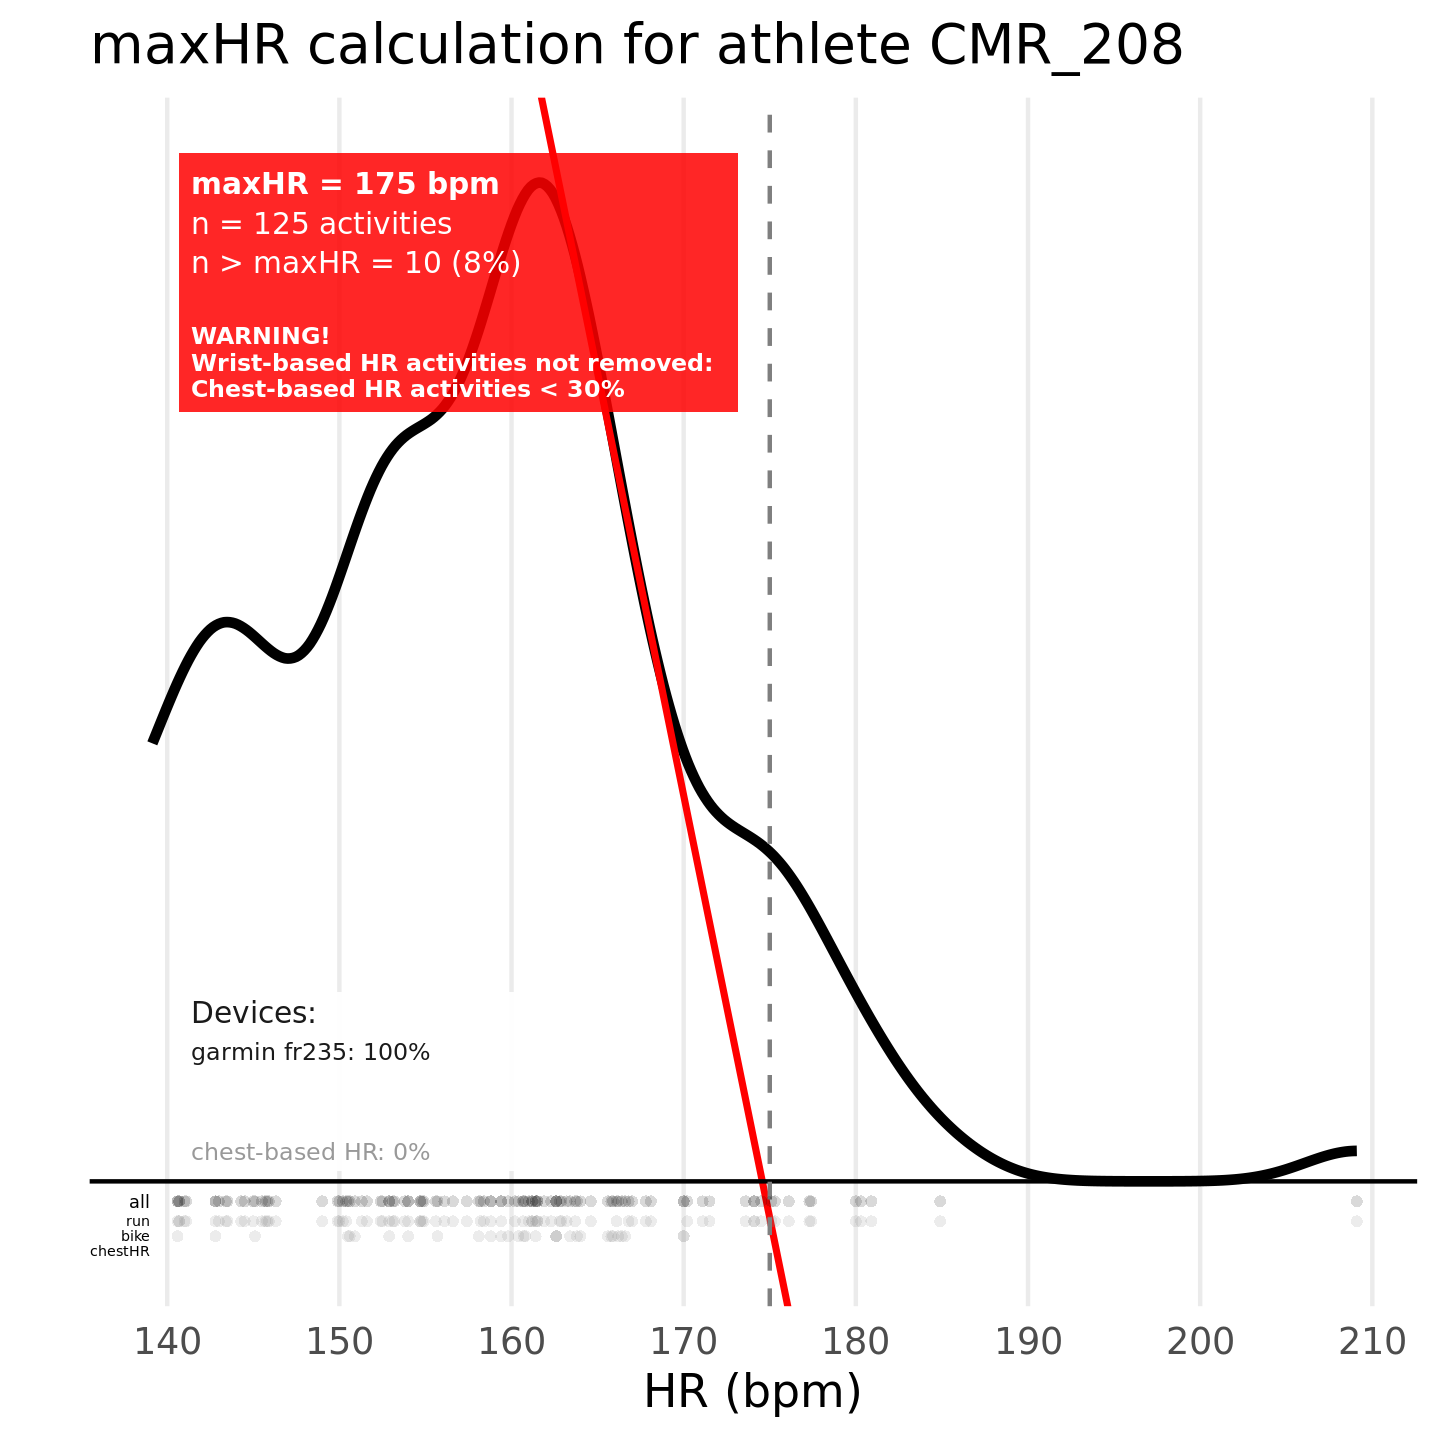 maxHR calculation for athlete CMR_208
maxHR = 175 bpm
n = 125 activities
n > maxHR = 10 (8%)
WARNING!
Wrist-based HR activities not removed:
Chest-based HR activities < 30%
Devices:
garmin fr235: 100%
chest-based HR: 0%
all
run
bike
chestHR
140 150 160 170 180 190 200 210
HR (bpm)